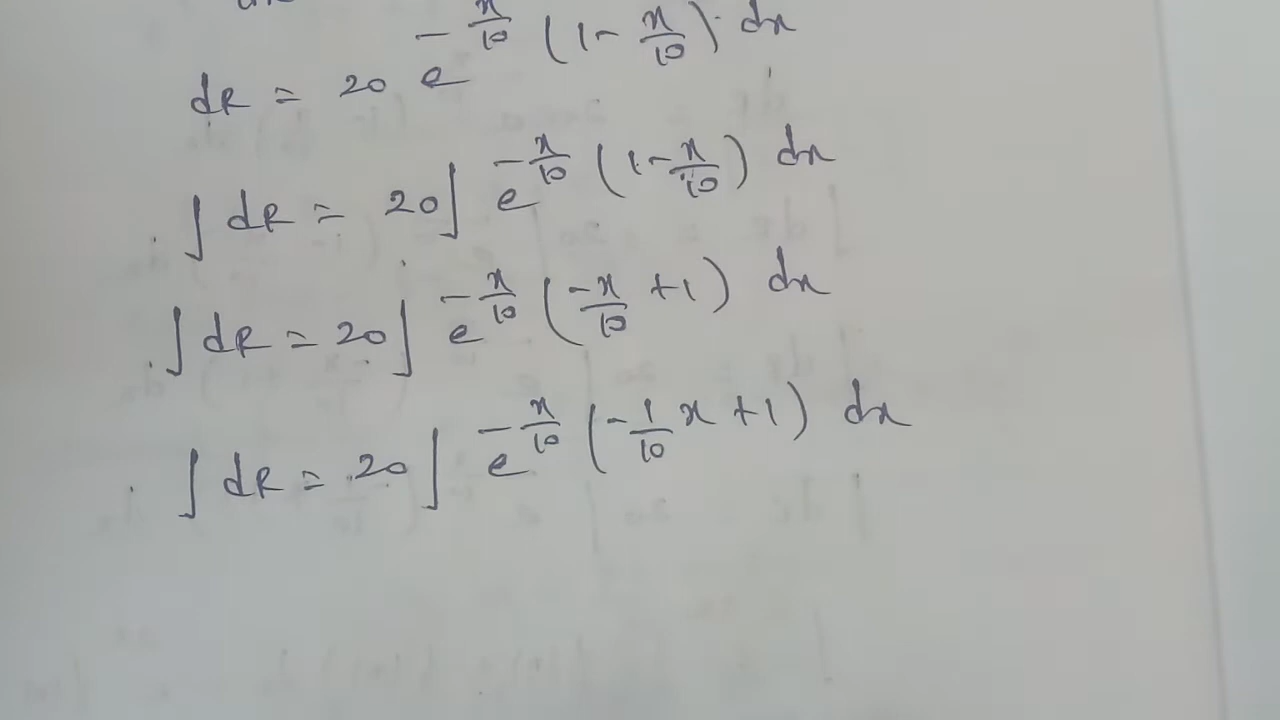 dR = 20 e^{-x/10} (1 - x/10) . dx
∫ dR = 20 ∫ e^{-x/10} (1 - x/10) dx
∫ dR = 20 ∫ e^{-x/10} (-x/10 + 1) dx
∫ dR = 20 ∫ e^{-x/10} (-1/10 x + 1) dx